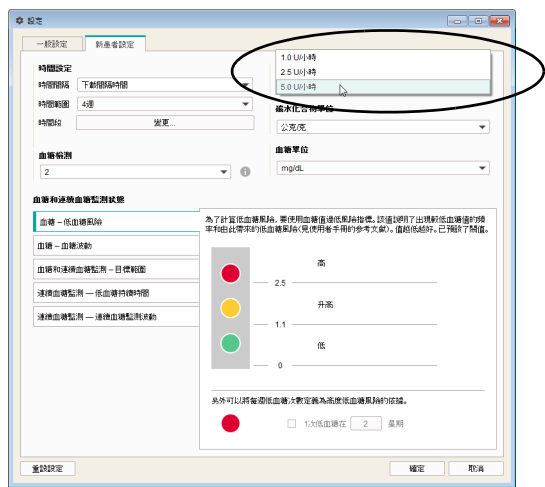 設定
一般設定
新患者設定
時間設定
時間間隔
下載間隔時間
時間範圍
4週
時間段
變更...
血糖檢測
2
1.0 U/小時
2.5 U/小時
5.0 U/小時
碳水化合物單位
公克/克
血糖單位
mg/dL
血糖和連續血糖監測狀態
血糖 – 低血糖風險
血糖 – 血糖波動
血糖和連續血糖監測 – 目標範圍
連續血糖監測 — 低血糖持續時間
連續血糖監測 — 連續血糖監測波動
為了計算低血糖風險, 要使用血糖值過低風險指標。該值說明了出現較低血糖值的頻
率和由此帶來的低血糖風險(見使用者手冊的參考文獻)。值越低越好。已預設了閾值。
高
2.5
升高
1.1
低
0
另外可以將每週低血糖次數定義為高度低血糖風險的依據。
1次低血糖在
2
星期
重設設定
確定
取消